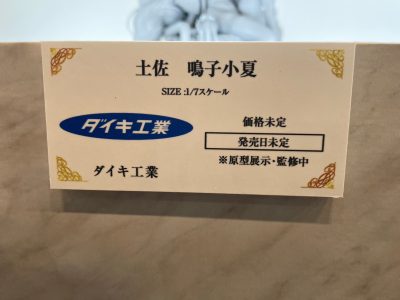 土佐　鳴子小夏
SIZE :1/7スケール
ダイキ工業
価格未定
発売日未定
※原型展示・監修中
ダイキ工業